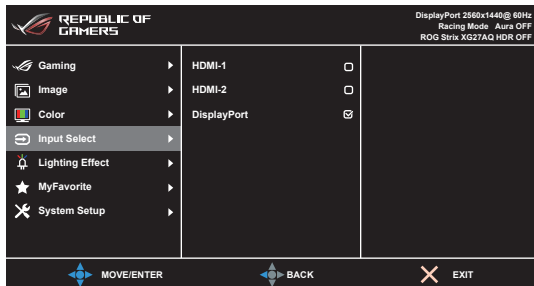 REPUBLIC OF
GAMERS
DisplayPort 2560x1440@ 60Hz
Racing Mode Aura OFF
ROG Strix XG27AQ HDR OFF
Gaming
Image
Color
Input Select
Lighting Effect
MyFavorite
System Setup
HDMI-1
HDMI-2
DisplayPort
MOVE/ENTER
BACK
EXIT